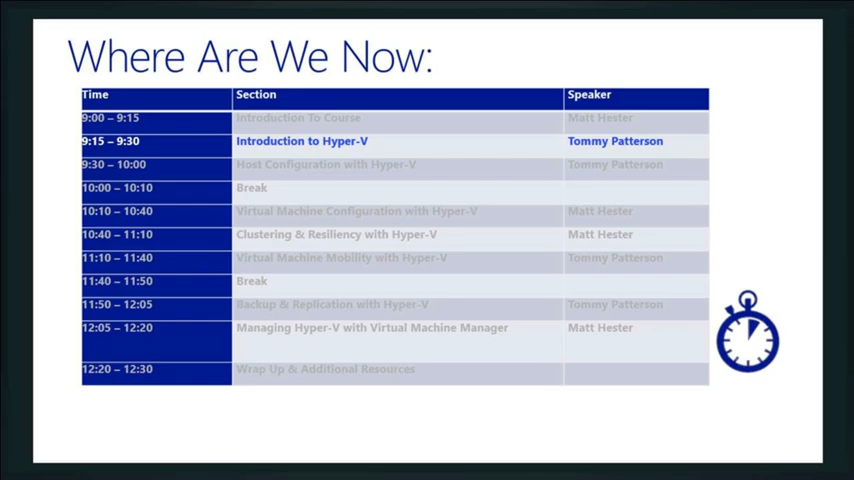 Where Are We Now:
Time Section Speaker
9:00 – 9:15 Introduction To Course Matt Hester
9:15 – 9:30 Introduction to Hyper-V Tommy Patterson
9:30 – 10:00 Host Configuration with Hyper-V Tommy Patterson
10:00 – 10:10 Break
10:10 – 10:40 Virtual Machine Configuration with Hyper-V Matt Hester
10:40 – 11:10 Clustering & Resiliency with Hyper-V Matt Hester
11:10 – 11:40 Virtual Machine Mobility with Hyper-V Tommy Patterson
11:40 – 11:50 Break
11:50 – 12:05 Backup & Replication with Hyper-V Tommy Patterson
12:05 – 12:20 Managing Hyper-V with Virtual Machine Manager Matt Hester
12:20 – 12:30 Wrap Up & Additional Resources